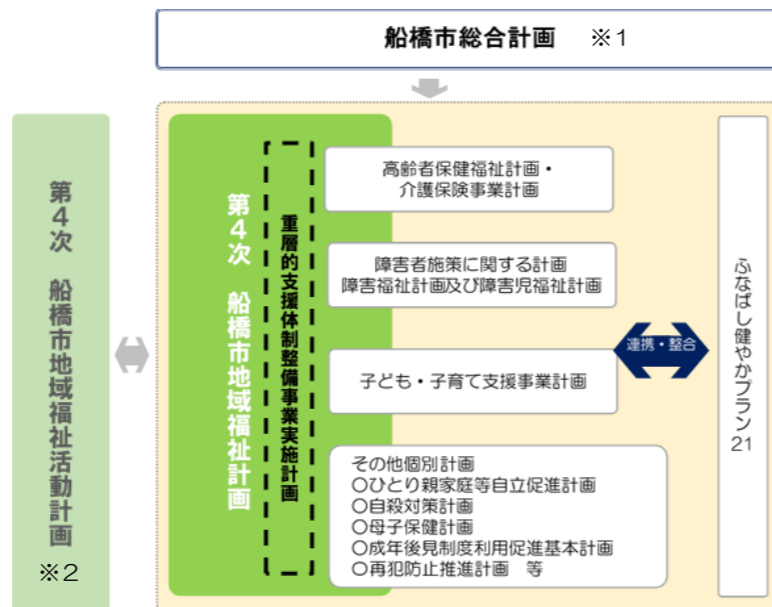 船橋市総合計画 ※1
第4次 船橋市地域福祉活動計画
※2
第4次 船橋市地域福祉計画
重層的支援体制整備事業実施計画
高齢者保健福祉計画・
介護保険事業計画
障害者施策に関する計画
障害福祉計画及び障害児福祉計画
子ども・子育て支援事業計画
その他個別計画
〇ひとり親家庭等自立促進計画
〇自殺対策計画
〇母子保健計画
〇成年後見制度利用促進基本計画
〇再犯防止推進計画 等
連携・整合
ふなばし健やかプラン21